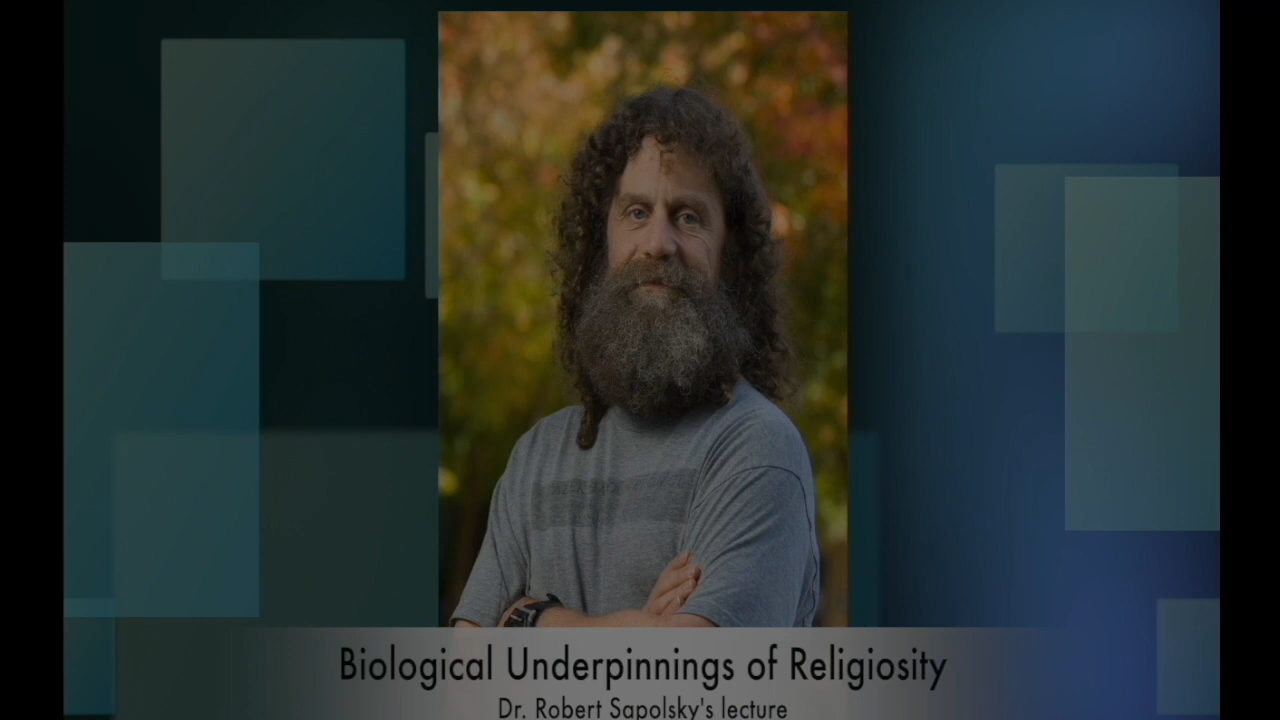 Biological Underpinnings of Religiosity
Dr. Robert Sapolsky's lecture